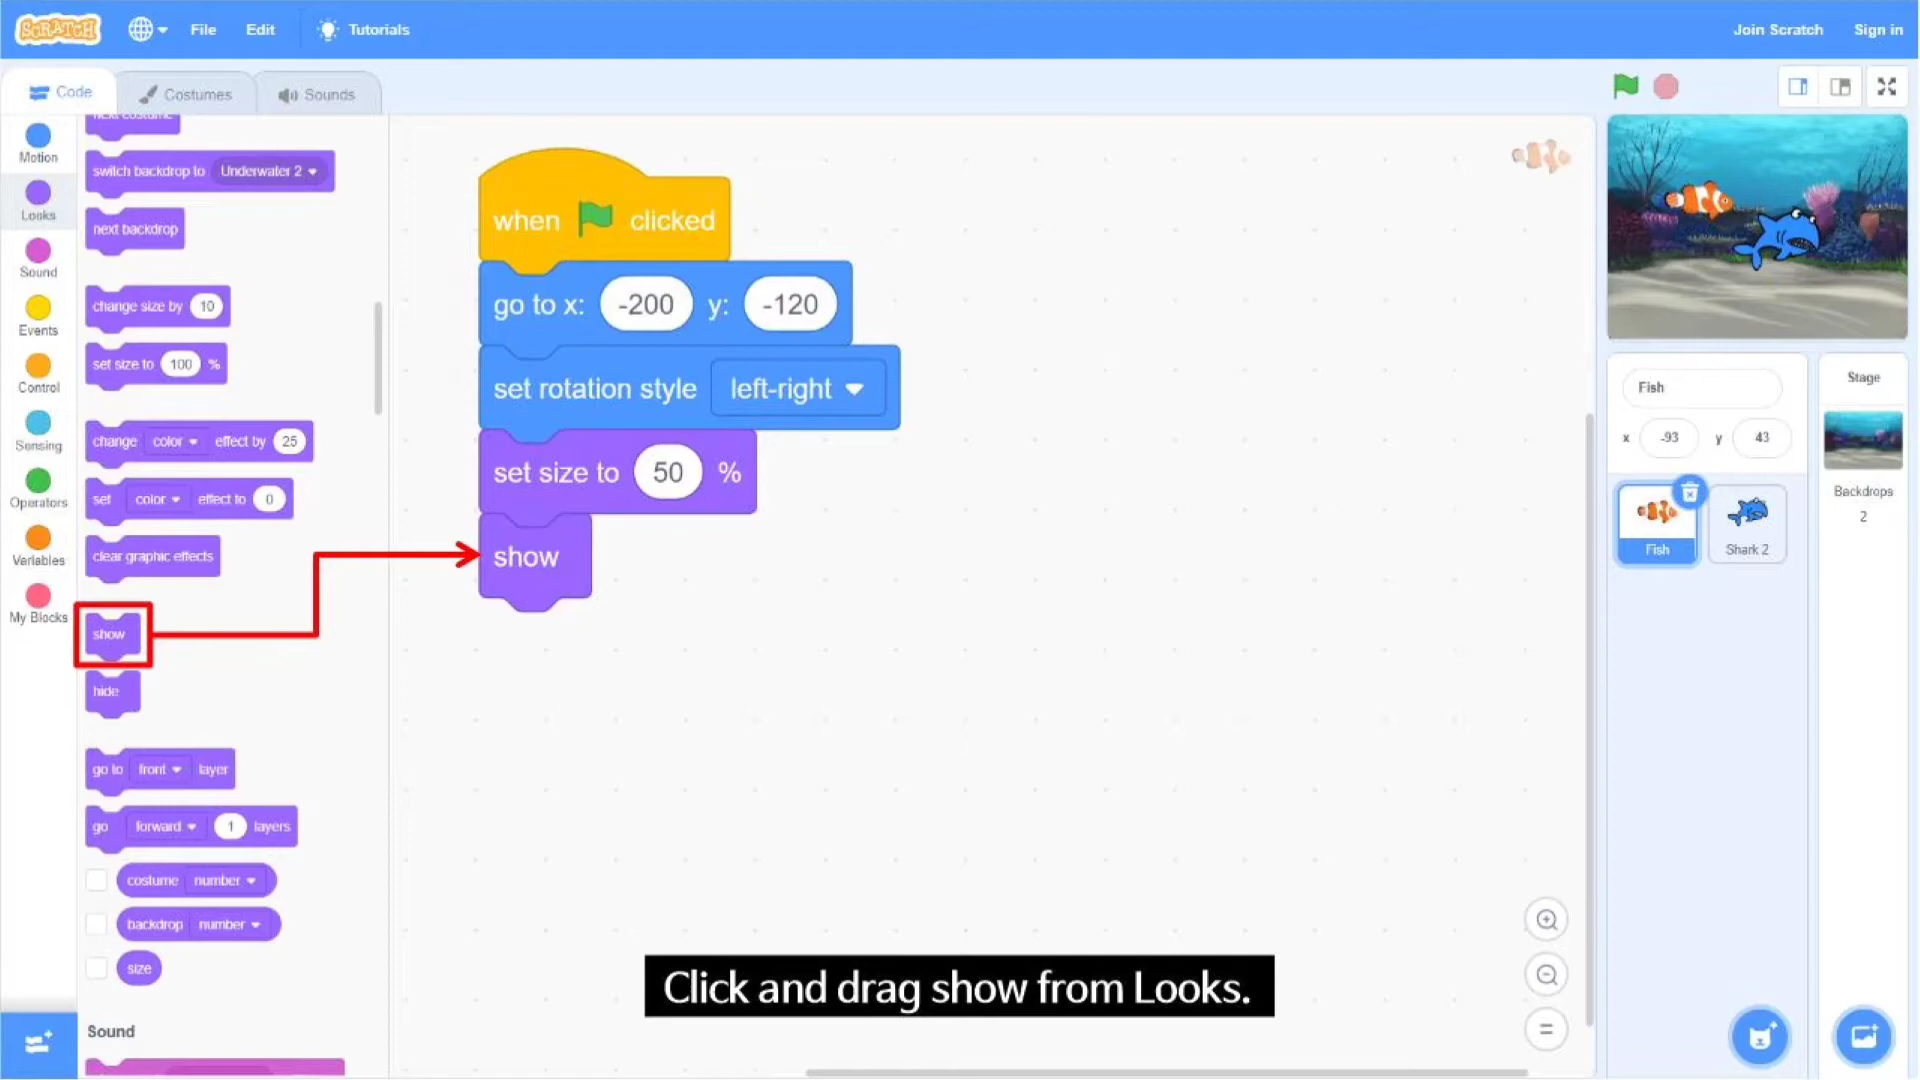 SCRATCH
File
Edit
Tutorials
Join Scratch
Sign in
Code
Costumes
Sounds
Motion
Looks
Sound
Events
Control
Sensing
Operators
Variables
My Blocks
next costume
switch backdrop to Underwater 2
next backdrop
change size by 10
set size to 100 %
change color effect by 25
set color effect to 0
clear graphic effects
show
hide
go to front layer
go forward 1 layers
costume number
backdrop number
size
Sound
when clicked
go to x: -200 y: -120
set rotation style left-right
set size to 50 %
show
Click and drag show from Looks.
Fish
x -93 y 43
Fish
Shark 2
Stage
Backdrops
2